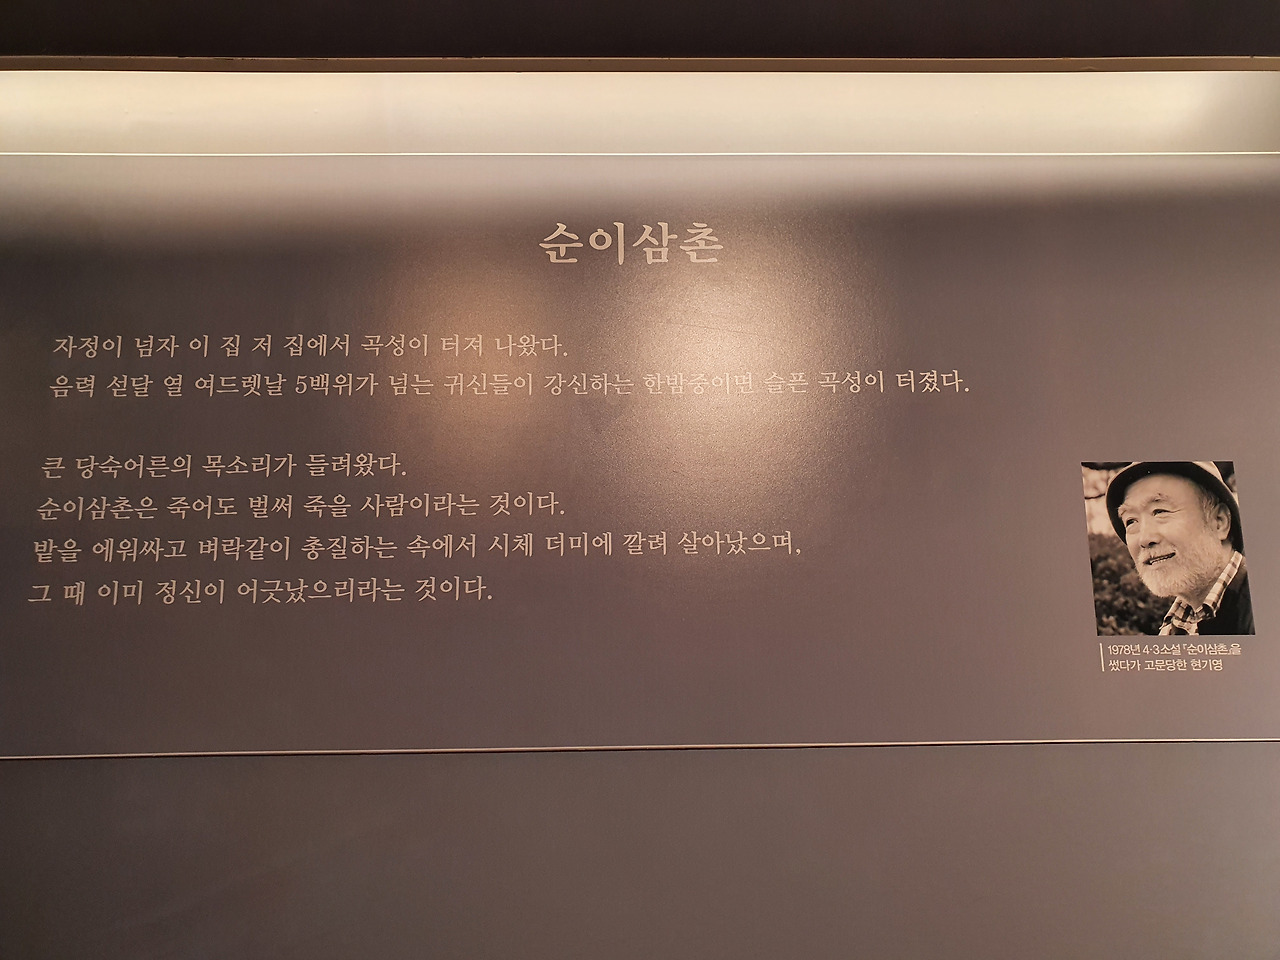 순이삼촌
자정이 넘자 이 집 저 집에서 곡성이 터져 나왔다.
음력 섣달 열 여드렛날 5백위가 넘는 귀신들이 강신하는 한밤중이면 슬픈 곡성이 터졌다.
큰 당숙어른의 목소리가 들려왔다.
순이삼촌은 죽어도 벌써 죽을 사람이라는 것이다.
밭을 에워싸고 벼락같이 총질하는 속에서 시체 더미에 깔려 살아났으며,
그 때 이미 정신이 어긋났으리라는 것이다.
1978년 4·3소설 『순이삼촌』을
썼다가 고문당한 현기영